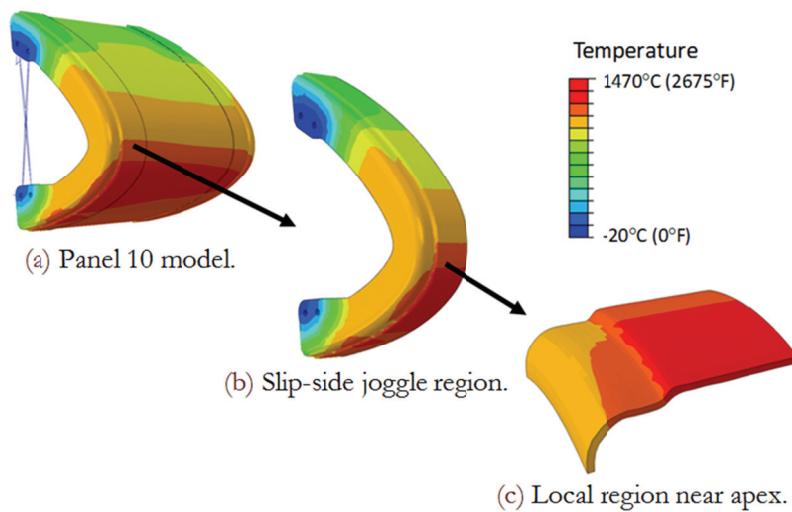 Temperature
1470°C (2675°F)
-20°C (0°F)
(a) Panel 10 model.
(b) Slip-side joggle region.
(c) Local region near apex.